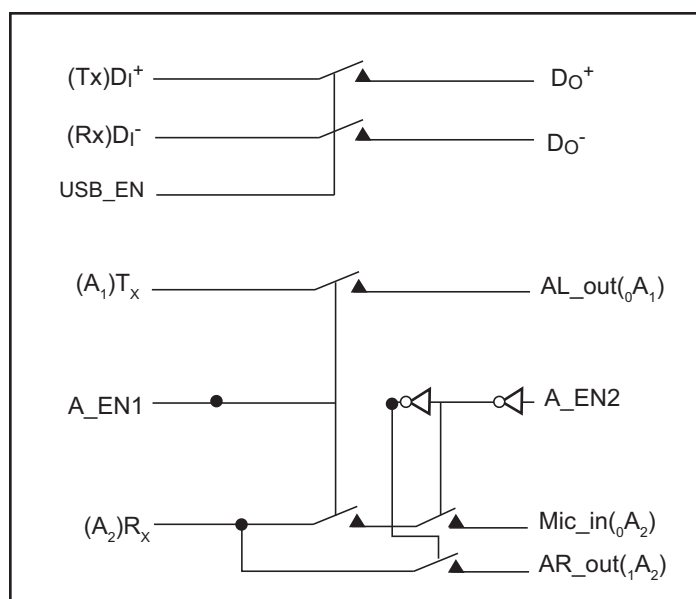 (Tx)DI+ DO+
(Rx)DI- DO-
USB_EN
(A1)TX AL_out(0A1)
A_EN1 A_EN2
(A2)RX Mic_in(0A2)
AR_out(1A2)